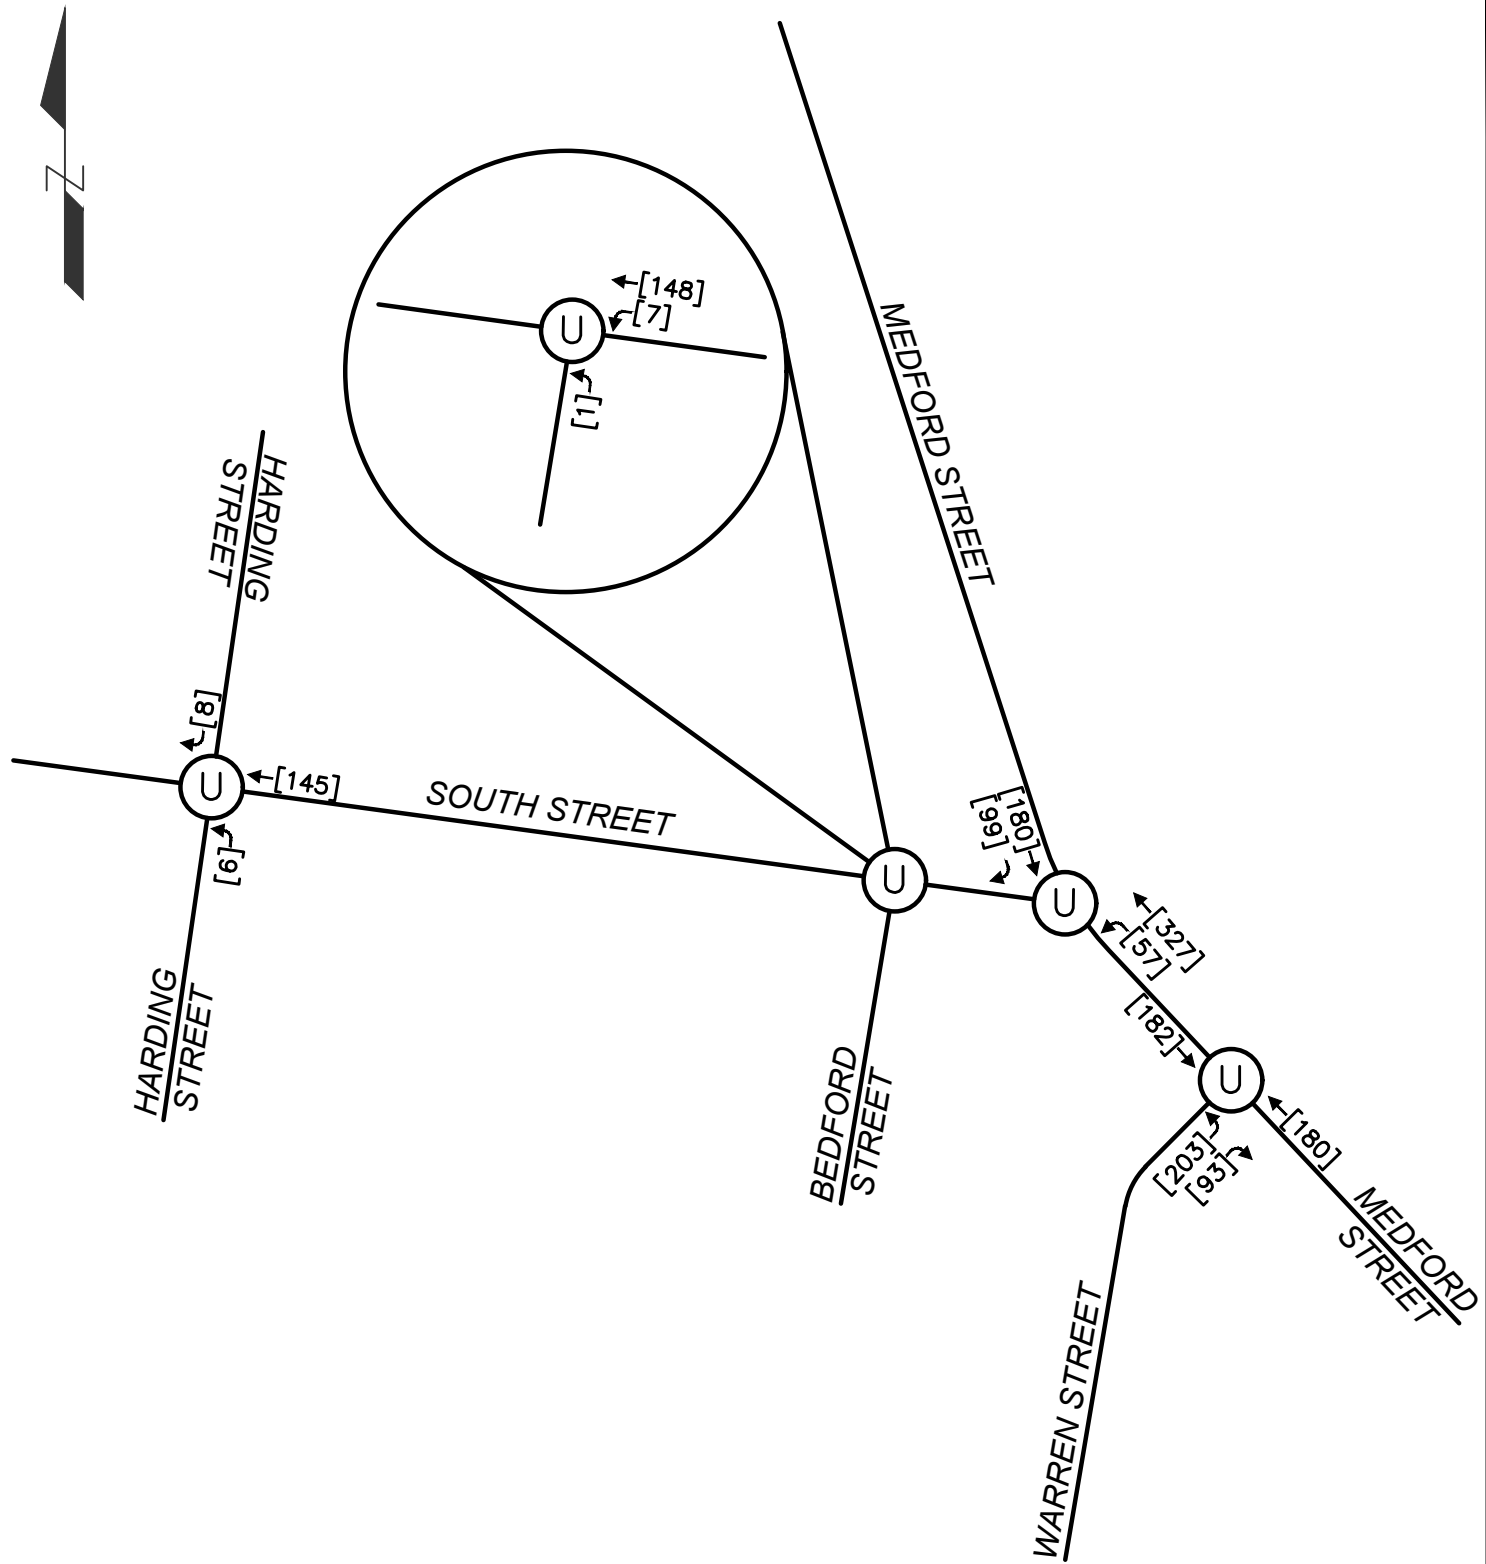 Z
[148]
[7]
U
[1]
MEDFORD STREET
HARDING
STREET
[8]
U
[145]
SOUTH STREET
[6]
HARDING
STREET
U
BEDFORD
STREET
[180]
[99]
U
[327]
[57]
[182]
U
[180]
[203]
[93]
MEDFORD
STREET
WARREN STREET